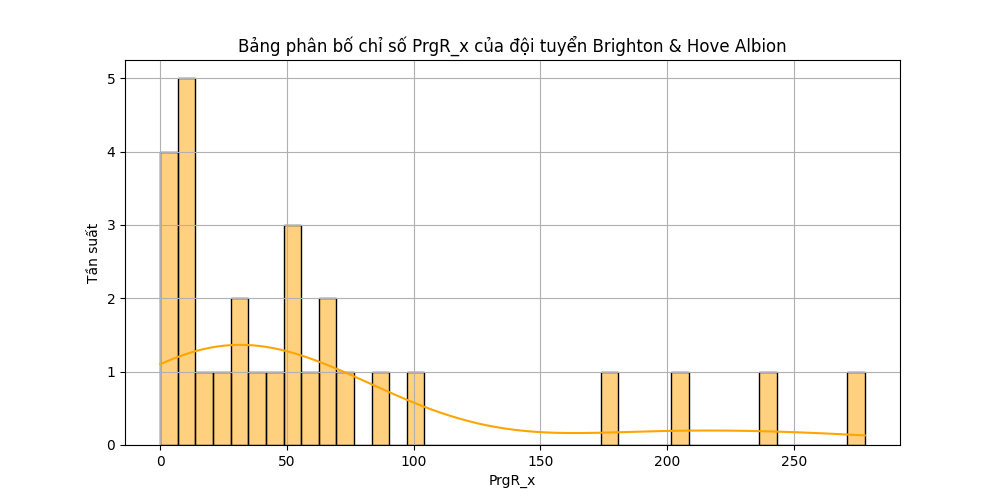 Bảng phân bố chỉ số PrgR_x của đội tuyển Brighton & Hove Albion
5
4
3
2
1
0
Tần suất
0 50 100 150 200 250
PrgR_x